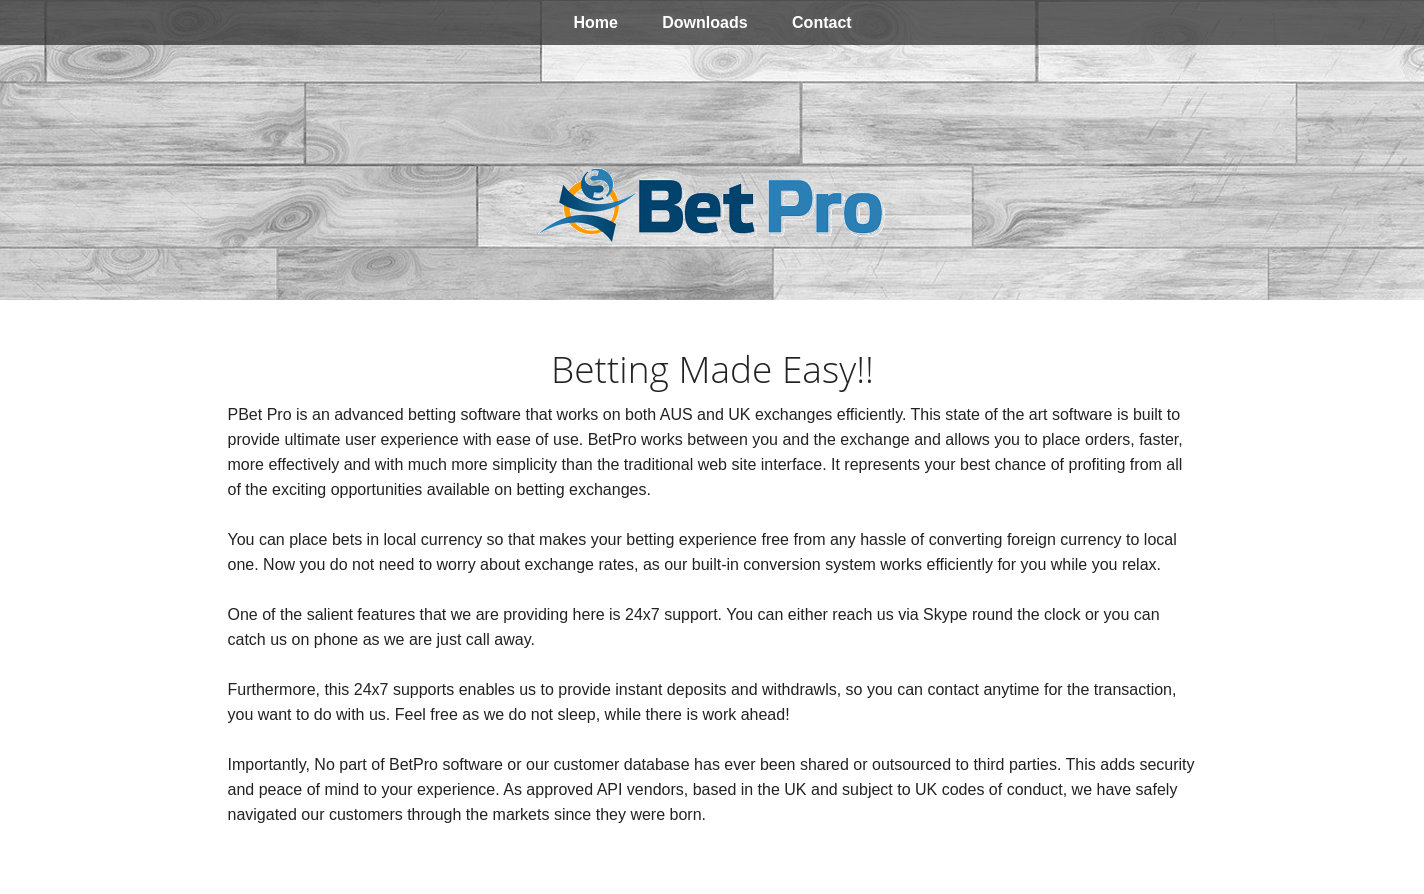 Home Downloads Contact
Bet Pro
Betting Made Easy!!
PBet Pro is an advanced betting software that works on both AUS and UK exchanges efficiently. This state of the art software is built to
provide ultimate user experience with ease of use. BetPro works between you and the exchange and allows you to place orders, faster,
more effectively and with much more simplicity than the traditional web site interface. It represents your best chance of profiting from all
of the exciting opportunities available on betting exchanges.
You can place bets in local currency so that makes your betting experience free from any hassle of converting foreign currency to local
one. Now you do not need to worry about exchange rates, as our built-in conversion system works efficiently for you while you relax.
One of the salient features that we are providing here is 24x7 support. You can either reach us via Skype round the clock or you can
catch us on phone as we are just call away.
Furthermore, this 24x7 supports enables us to provide instant deposits and withdrawls, so you can contact anytime for the transaction,
you want to do with us. Feel free as we do not sleep, while there is work ahead!
Importantly, No part of BetPro software or our customer database has ever been shared or outsourced to third parties. This adds security
and peace of mind to your experience. As approved API vendors, based in the UK and subject to UK codes of conduct, we have safely
navigated our customers through the markets since they were born.